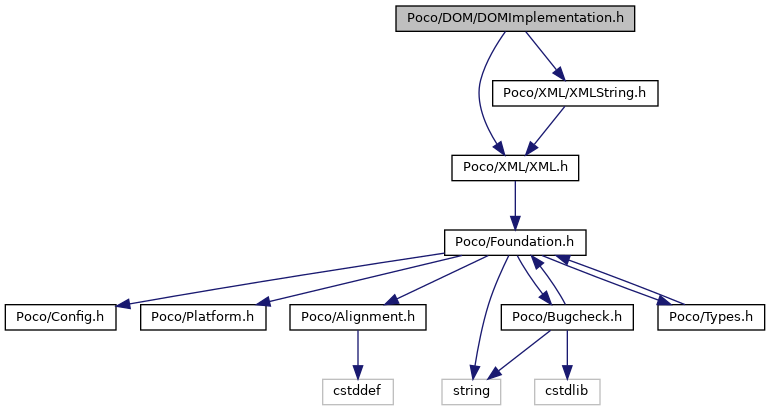 Poco/DOM/DOMImplementation.h
Poco/XML/XMLString.h
Poco/XML/XML.h
Poco/Foundation.h
Poco/Config.h
Poco/Platform.h
Poco/Alignment.h
Poco/Bugcheck.h
Poco/Types.h
cstddef
string
cstdlib